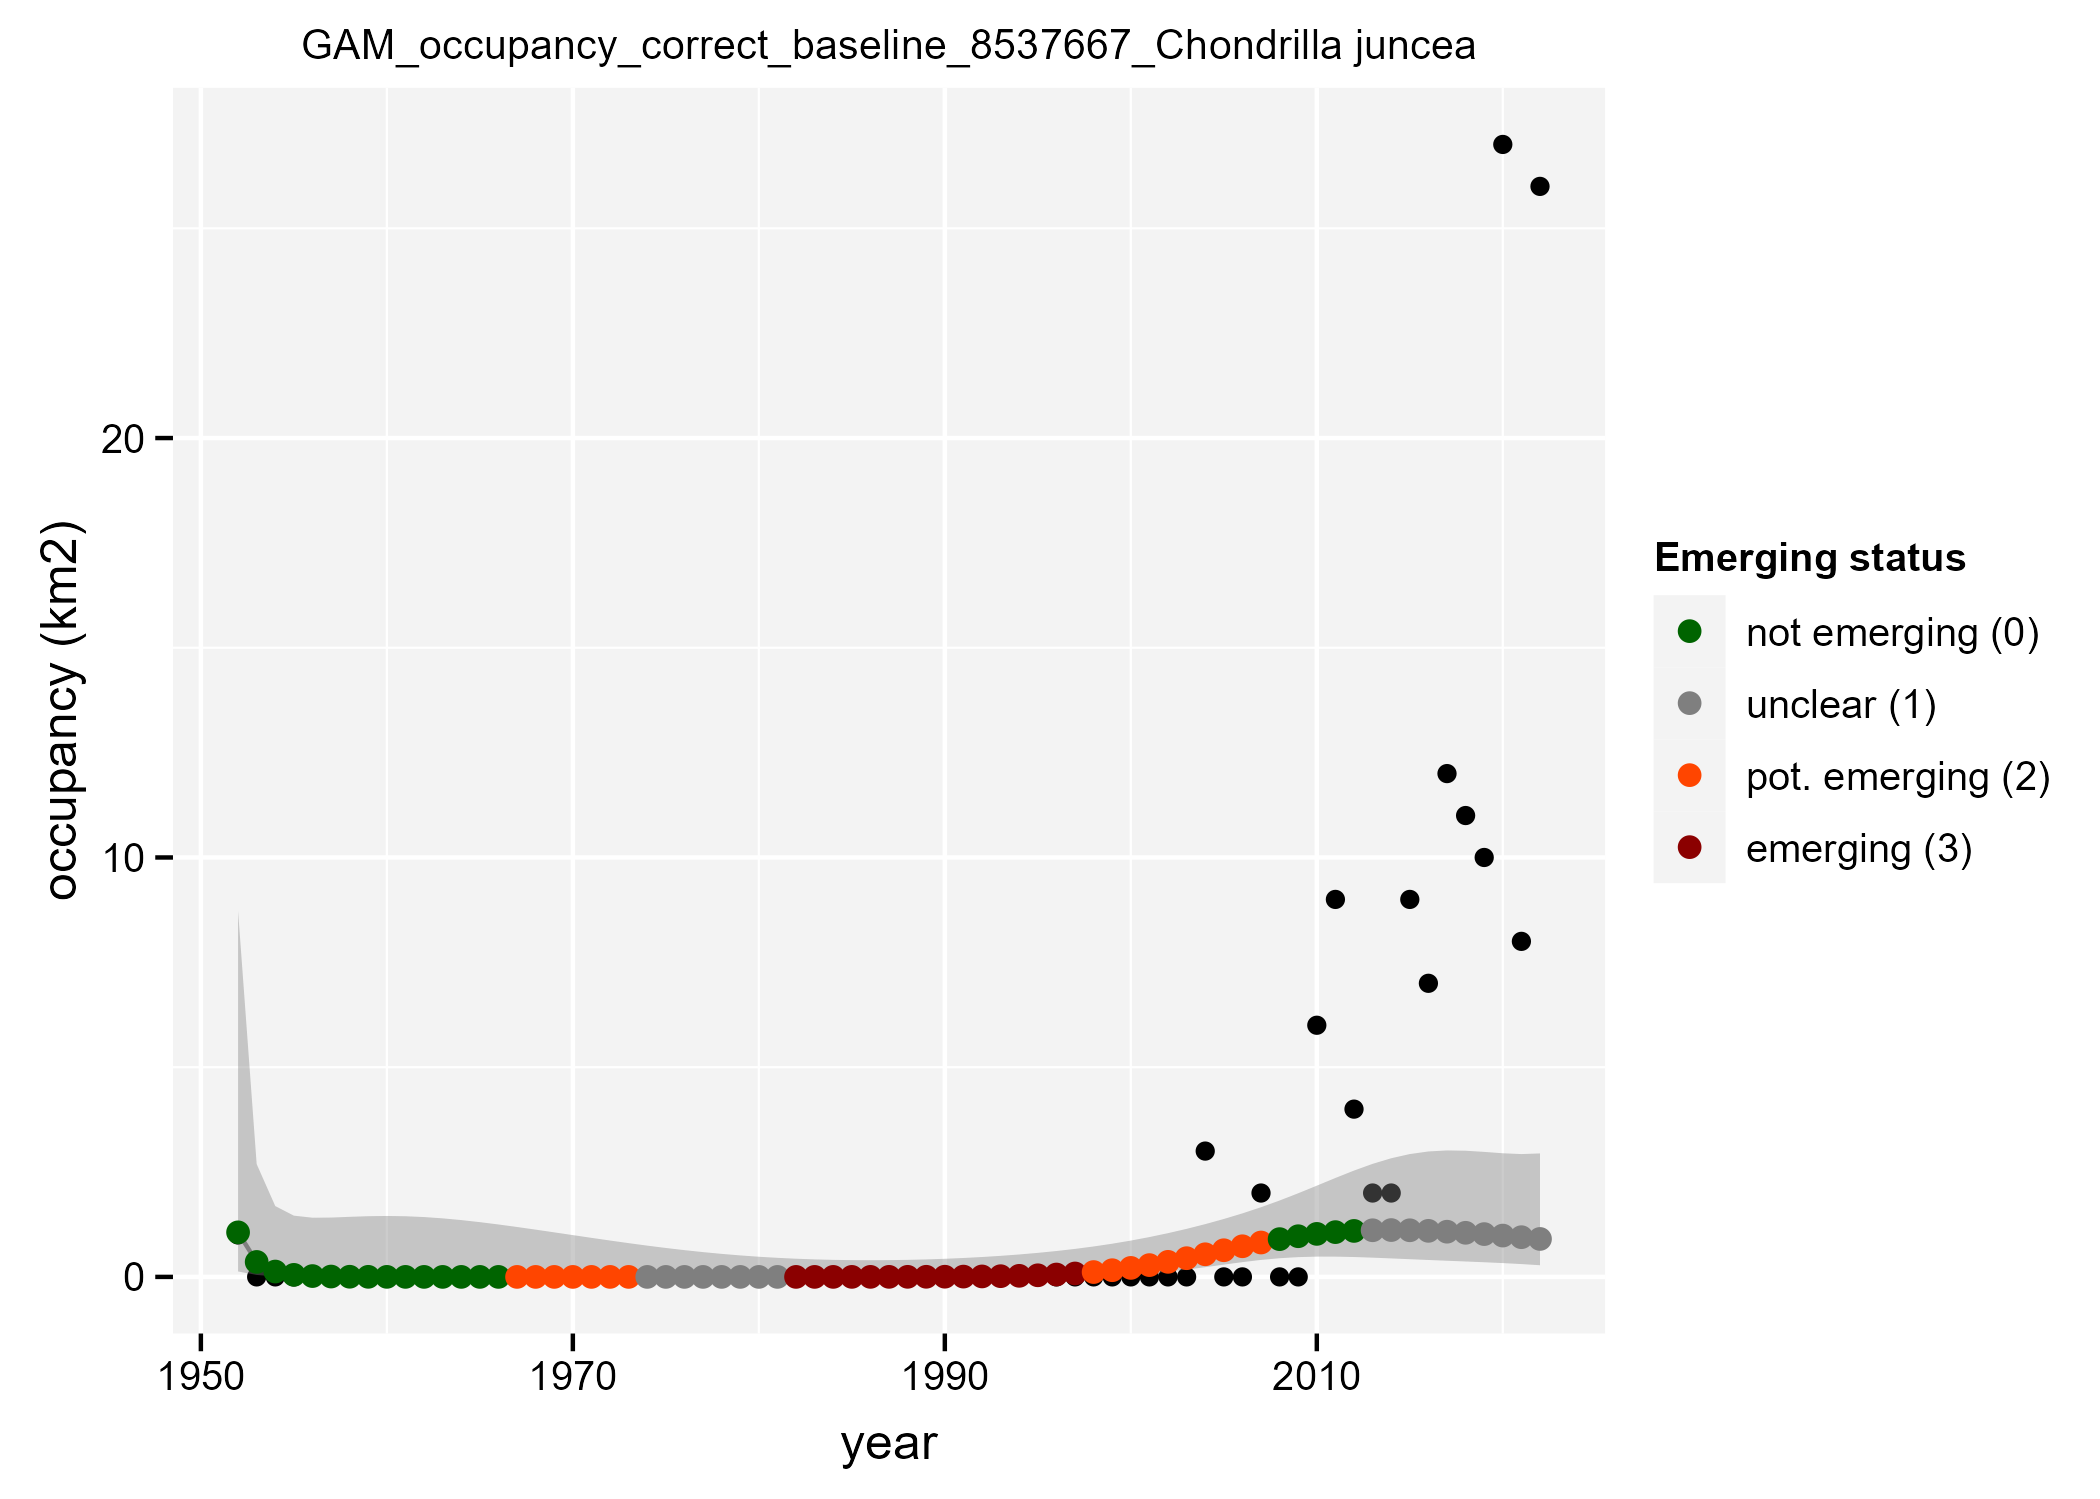 GAM_occupancy_correct_baseline_8537667_Chondrilla juncea
occupancy (km2)
20
10
0
1950
1970
1990
2010
year
Emerging status
not emerging (0)
unclear (1)
pot. emerging (2)
emerging (3)